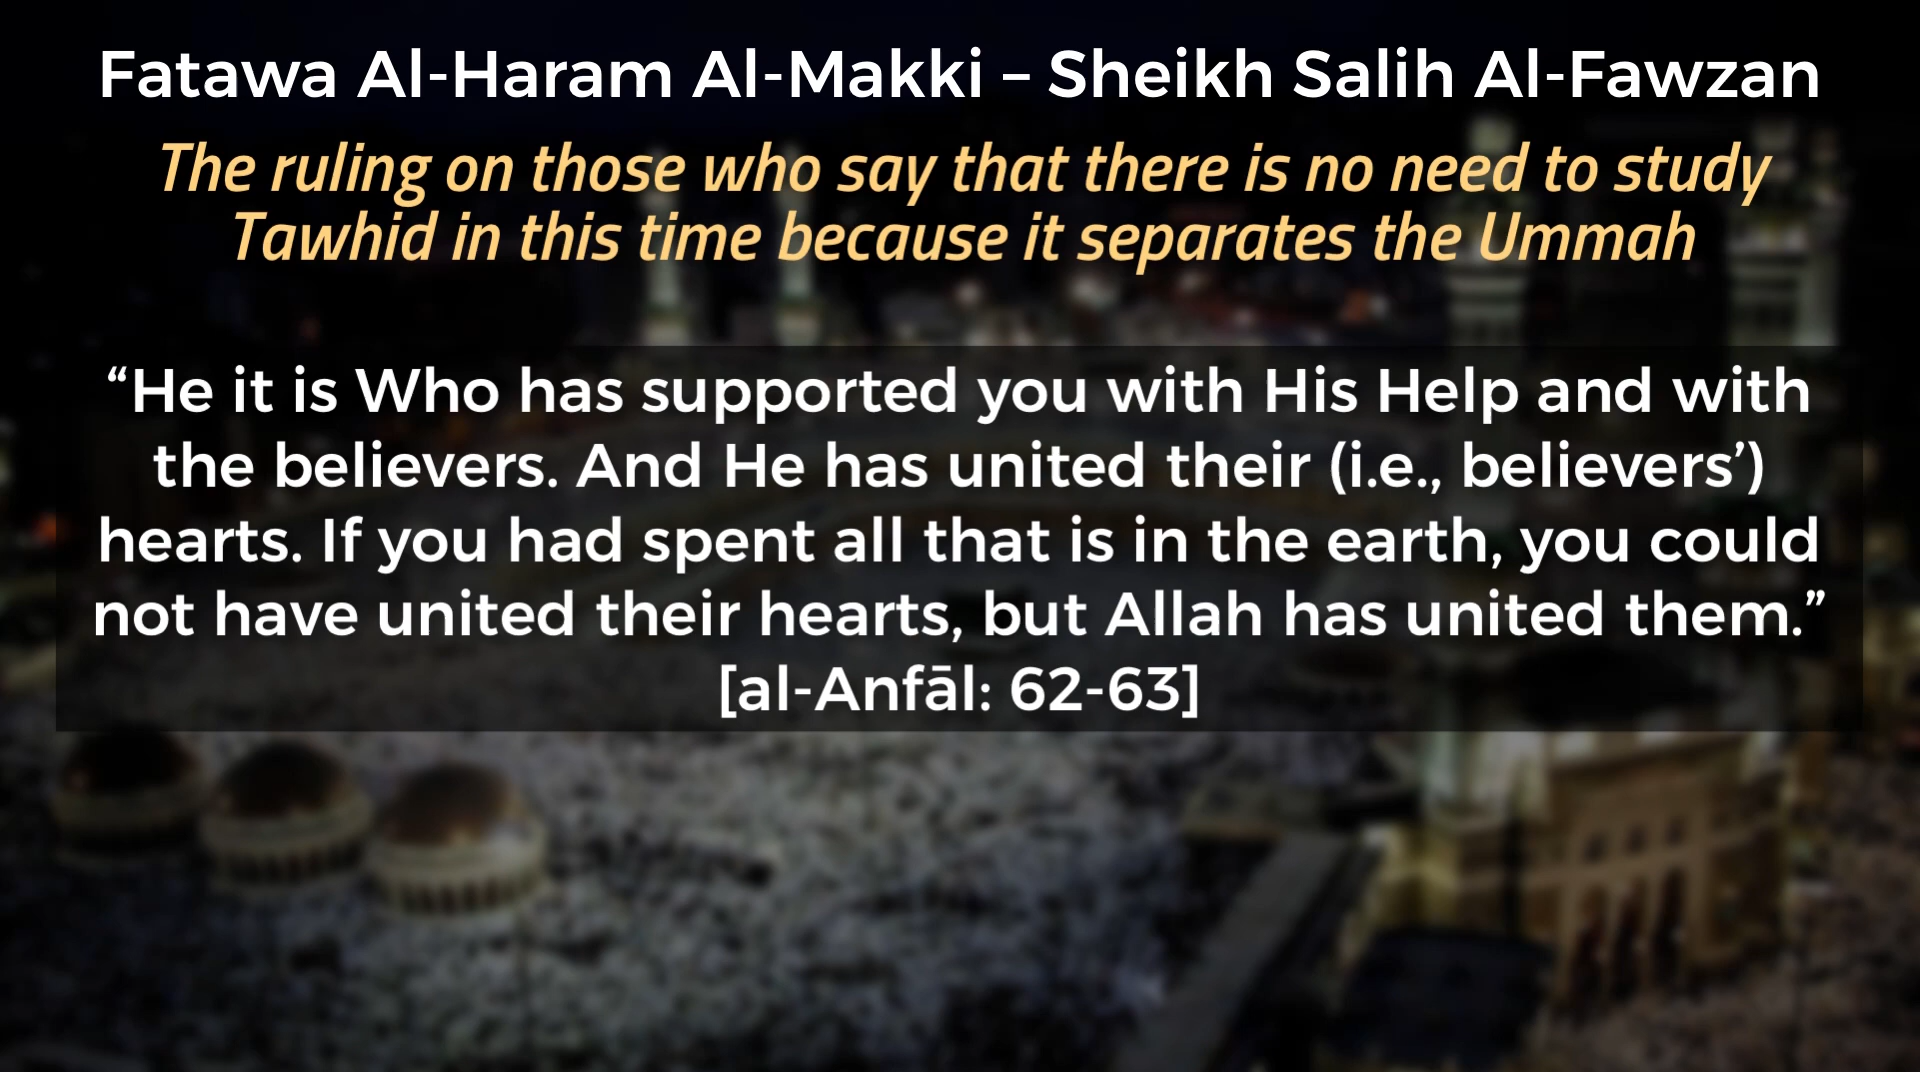 Fatawa Al-Haram Al-Makki – Sheikh Salih Al-Fawzan
The ruling on those who say that there is no need to study
Tawhid in this time because it separates the Ummah
“He it is Who has supported you with His Help and with
the believers. And He has united their (i.e., believers’)
hearts. If you had spent all that is in the earth, you could
not have united their hearts, but Allah has united them.”
[al-Anfāl: 62-63]